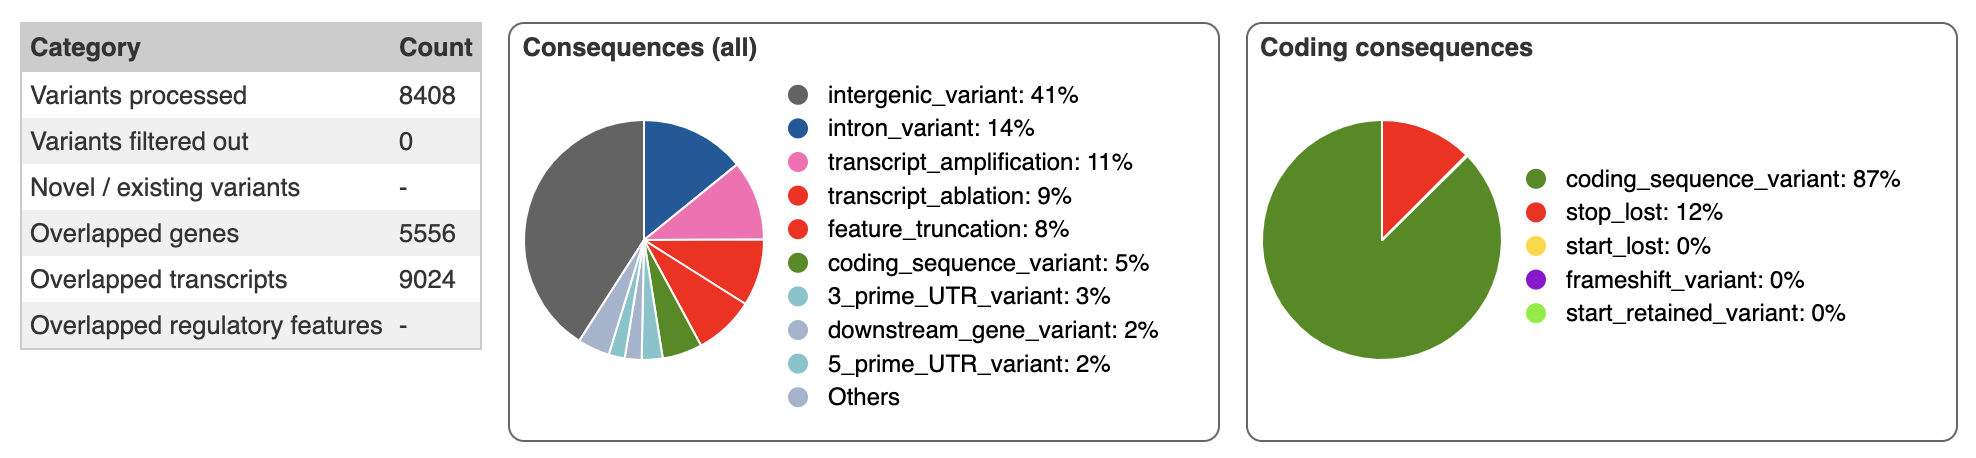 Category Count
Variants processed 8408
Variants filtered out 0
Novel / existing variants -
Overlapped genes 5556
Overlapped transcripts 9024
Overlapped regulatory features -
Consequences (all)
intergenic_variant: 41%
intron_variant: 14%
transcript_amplification: 11%
transcript_ablation: 9%
feature_truncation: 8%
coding_sequence_variant: 5%
3_prime_UTR_variant: 3%
downstream_gene_variant: 2%
5_prime_UTR_variant: 2%
Others
Coding consequences
coding_sequence_variant: 87%
stop_lost: 12%
start_lost: 0%
frameshift_variant: 0%
start_retained_variant: 0%